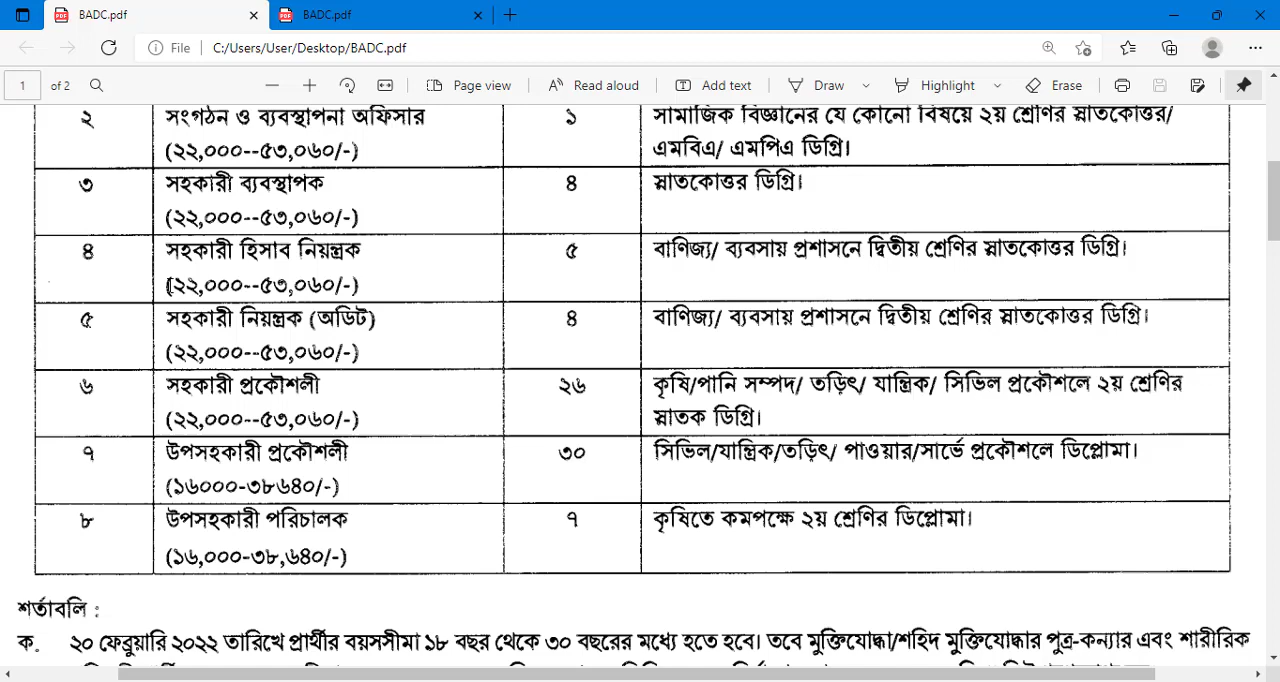 BADC.pdf
BADC.pdf
File C:/Users/User/Desktop/BADC.pdf
1 of 2 Page view Read aloud Add text Draw Highlight Erase
২ সংগঠন ও ব্যবস্থাপনা অফিসার ১ সামাজিক বিজ্ঞানের যে কোনো বিষয়ে ২য় শ্রেণির স্নাতকোত্তর/
(২২,০০০--৫৩,০৬০/-) এমবিএ/ এমপিএ ডিগ্রি।
৩ সহকারী ব্যবস্থাপক ৪ স্নাতকোত্তর ডিগ্রি।
(২২,০০০--৫৩,০৬০/-)
৪ সহকারী হিসাব নিয়ন্ত্রক ৫ বাণিজ্য/ ব্যবসায় প্রশাসনে দ্বিতীয় শ্রেণির স্নাতকোত্তর ডিগ্রি।
(২২,০০০--৫৩,০৬০/-)
৫ সহকারী নিয়ন্ত্রক (অডিট) ৪ বাণিজ্য/ ব্যবসায় প্রশাসনে দ্বিতীয় শ্রেণির স্নাতকোত্তর ডিগ্রি।
(২২,০০০--৫৩,০৬০/-)
৬ সহকারী প্রকৌশলী ২৬ কৃষি/পানি সম্পদ/ তড়িৎ/ যান্ত্রিক/ সিভিল প্রকৌশলে ২য় শ্রেণির
(২২,০০০--৫৩,০৬০/-) স্নাতক ডিগ্রি।
৭ উপসহকারী প্রকৌশলী ৩০ সিভিল/যান্ত্রিক/তড়িৎ/ পাওয়ার/সার্ভে প্রকৌশলে ডিপ্লোমা।
(১৬০০০-৩৮৬৪০/-)
৮ উপসহকারী পরিচালক ৭ কৃষিতে কমপক্ষে ২য় শ্রেণির ডিপ্লোমা।
(১৬,০০০-৩৮,৬৪০/-)
শর্তাবলি :
ক. ২০ ফেব্রুয়ারি ২০২২ তারিখে প্রার্থীর বয়সসীমা ১৮ বছর থেকে ৩০ বছরের মধ্যে হতে হবে। তবে মুক্তিযোদ্ধা/শহিদ মুক্তিযোদ্ধার পুত্র-কন্যার এবং শারীরিক